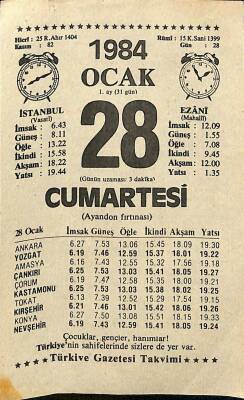 Hicrî : 25 R.Ahır 1404
Kasım : 82
1984
OCAK
1. ay (31 gün)
Rûmî : 15 K.Sani 1399
Gün : 28
İSTANBUL
(Vasatî)
İmsak : 6.43
Güneş : 8.11
Öğle : 13.22
İkindi : 15.58
Akşam : 18.22
Yatsı : 19.44
28
EZÂNÎ
(Mahallî)
İmsak : 12.09
Güneş : 1.55
Öğle : 7.08
İkindi : 9.45
Akşam : 12.00
Yatsı : 1.35
(Günün uzaması: 3 dakîka)
CUMARTESİ
(Ayandon fırtınası)
28 Ocak İmsak Güneş Öğle İkindi Akşam Yatsı
ANKARA 6.27 7.53 13.06 15.45 18.09 19.30
YOZGAT 6.19 7.46 12.59 15.37 18.01 19.22
AMASYA 6.16 7.43 12.55 15.32 17.56 19.18
ÇANKIRI 6.25 7.53 13.03 15.41 18.05 19.27
ÇORUM 6.19 7.47 12.58 15.35 18.00 19.21
KASTAMONU 6.25 7.53 13.03 15.38 18.02 19.25
TOKAT 6.13 7.39 12.52 15.29 17.54 19.15
KIRŞEHİR 6.21 7.46 13.01 15.42 18.06 19.26
KONYA 6.27 7.50 13.08 15.51 18.15 19.33
NEVŞEHİR 6.19 7.43 12.59 15.41 18.05 19.24
Çocuklar, gençler, hanımlar!
Türkiye'nin sahifelerinde sizlere de yer var.
Türkiye Gazetesi Takvimi